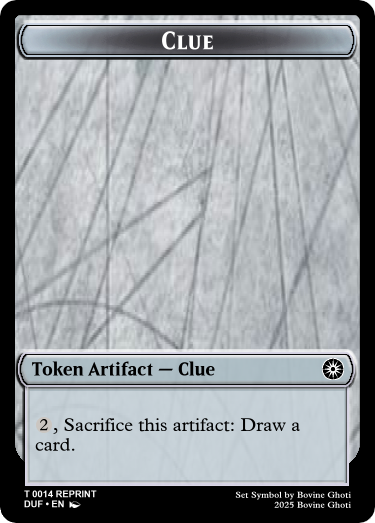 Clue
Token Artifact — Clue
2, Sacrifice this artifact: Draw a
card.
T 0014 REPRINT
DUF • EN
Set Symbol by Bovine Ghoti
2025 Bovine Ghoti